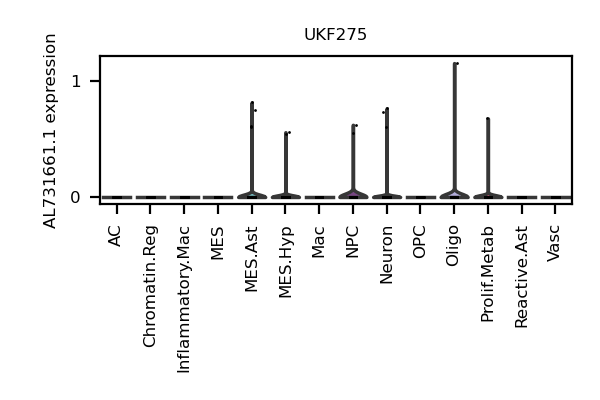 UKF275
AL731661.1 expression
1
0
AC
Chromatin.Reg
Inflammatory.Mac
MES
MES.Ast
MES.Hyp
Mac
NPC
Neuron
OPC
Oligo
Prolif.Metab
Reactive.Ast
Vasc